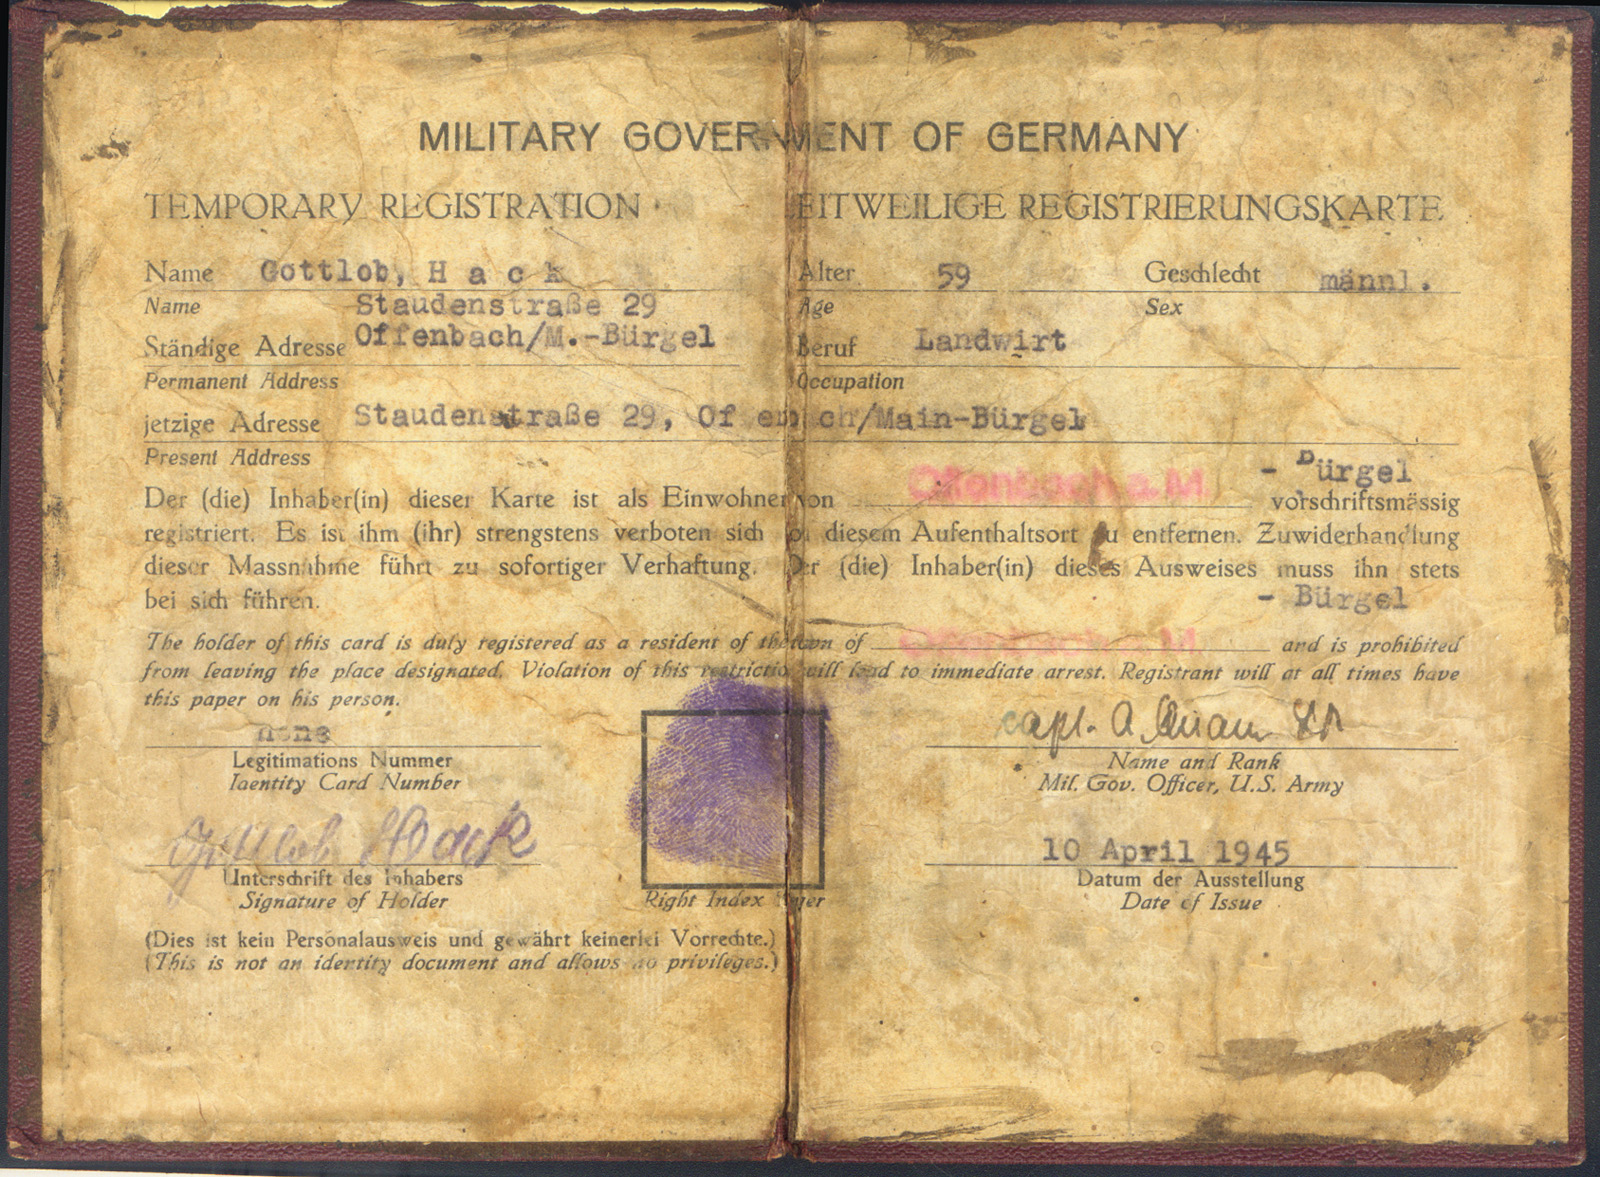 MILITARY GOVERNMENT OF GERMANY
TEMPORARY REGISTRATION ZEITWEILIGE REGISTRIERUNGSKARTE
Name Gottlob, Hack Alter 59 Geschlecht männl.
Name Staudenstraße 29 Age Sex
Ständige Adresse Offenbach/M.-Bürgel Beruf Landwirt
Permanent Address Occupation
jetzige Adresse Staudenstraße 29, Offenbach/Main-Bürgel
Present Address
- Bürgel
Der (die) Inhaber(in) dieser Karte ist als Einwohner von Offenbach a.M. vorschriftsmässig
registriert. Es ist ihm (ihr) strengstens verboten sich von diesem Aufenthaltsort zu entfernen. Zuwiderhandlung
dieser Massnahme führt zu sofortiger Verhaftung. Der (die) Inhaber(in) dieses Ausweises muss ihn stets
bei sich führen. - Bürgel
The holder of this card is duly registered as a resident of the town of and is prohibited
from leaving the place designated. Violation of this restriction will lead to immediate arrest. Registrant will at all times have
this paper on his person.
none Capt. A.
Legitimations Nummer Name and Rank
Identity Card Number Mil. Gov. Officer, U.S. Army
Gottlob Hack 10 April 1945
Unterschrift des Inhabers Datum der Ausstellung
Signature of Holder Right Index Finger Date of Issue
(Dies ist kein Personalausweis und gewährt keinerlei Vorrechte.)
(This is not an identity document and allows no privileges.)